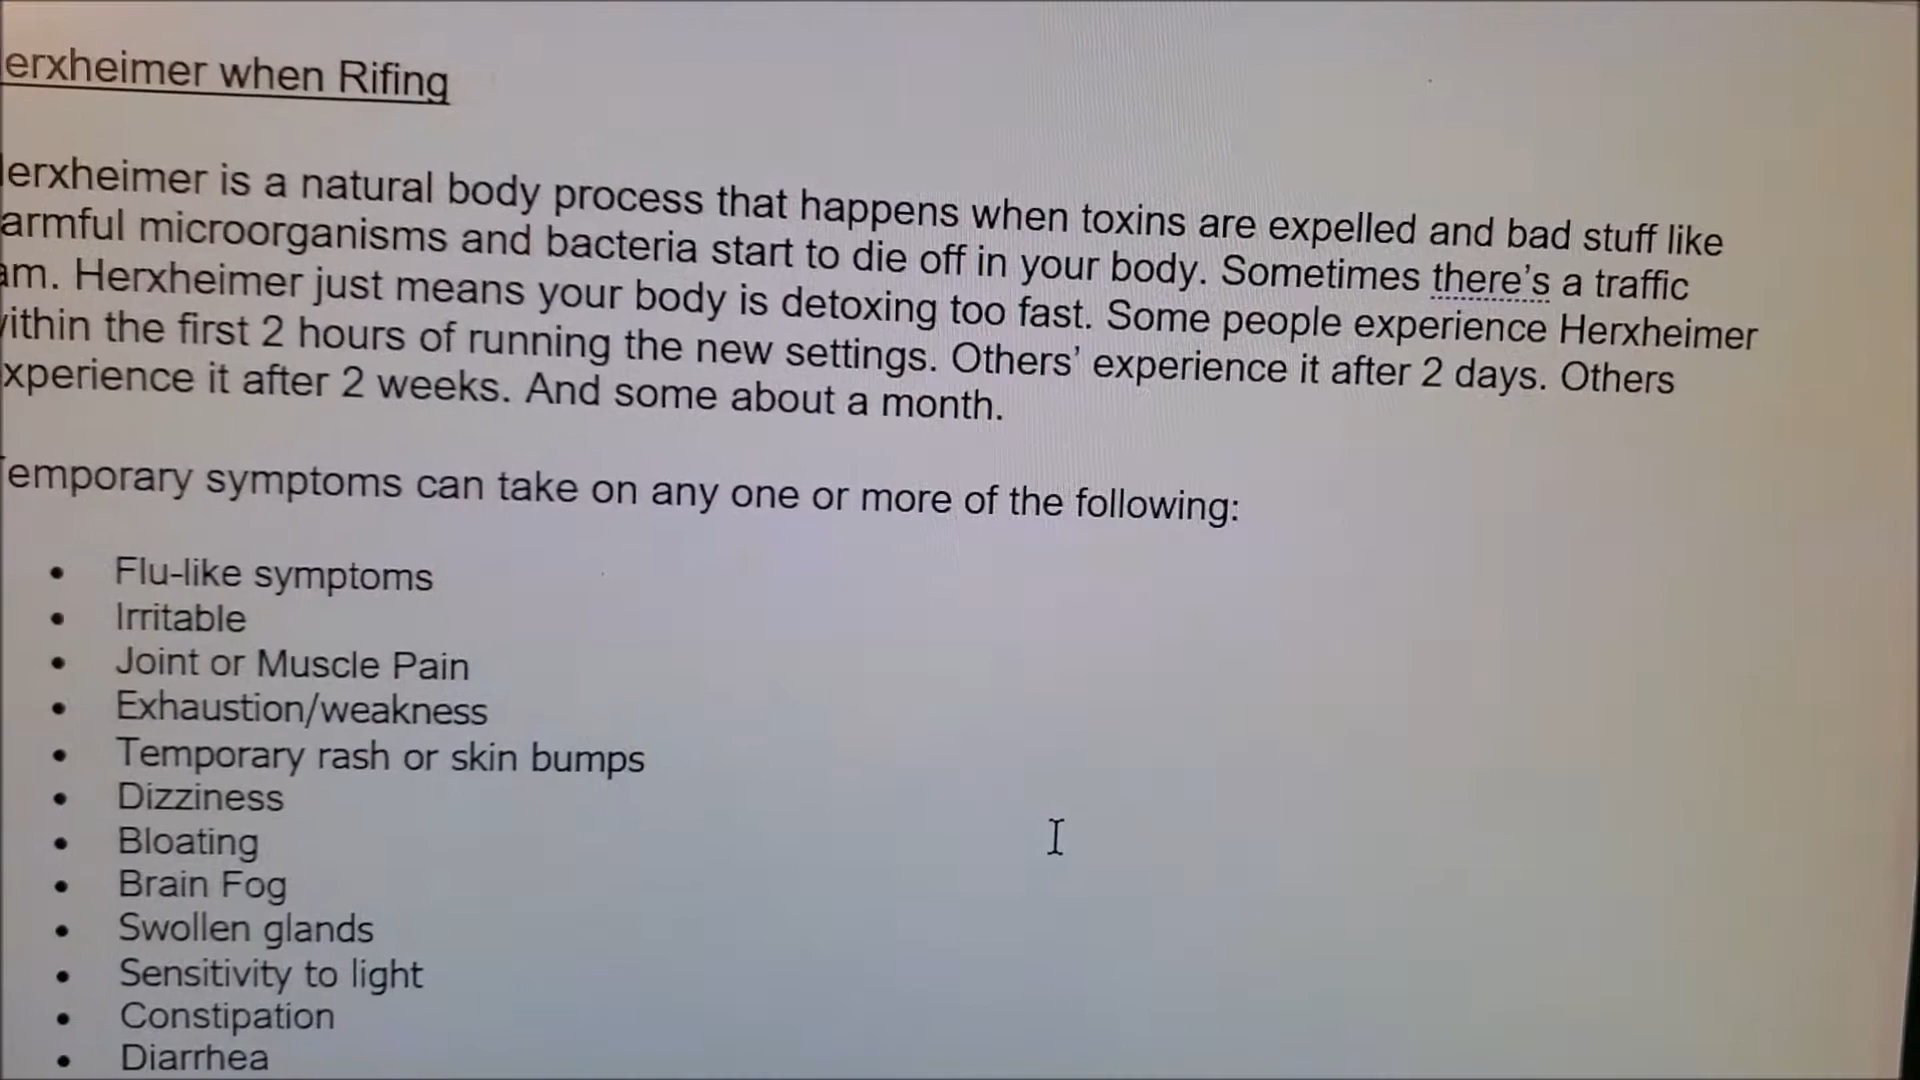 erxheimer when Rifing
erxheimer is a natural body process that happens when toxins are expelled and bad stuff like
armful microorganisms and bacteria start to die off in your body. Sometimes there's a traffic
am. Herxheimer just means your body is detoxing too fast. Some people experience Herxheimer
ithin the first 2 hours of running the new settings. Others' experience it after 2 days. Others
xperience it after 2 weeks. And some about a month.
emporary symptoms can take on any one or more of the following:
• Flu-like symptoms
• Irritable
• Joint or Muscle Pain
• Exhaustion/weakness
• Temporary rash or skin bumps
• Dizziness
• Bloating
• Brain Fog
• Swollen glands
• Sensitivity to light
• Constipation
• Diarrhea